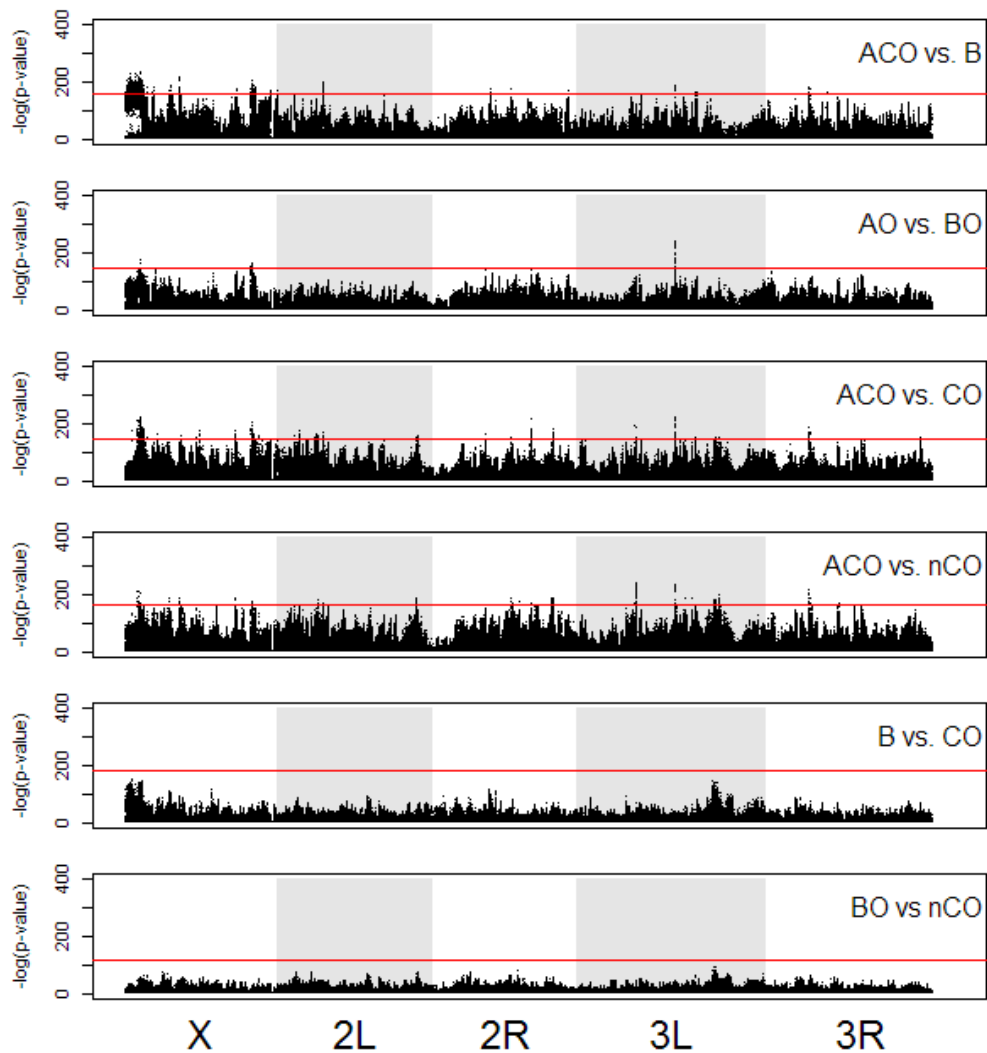 400
200
0
-log(p-value)
ACO vs. B
400
200
0
-log(p-value)
AO vs. BO
400
200
0
-log(p-value)
ACO vs. CO
400
200
0
-log(p-value)
ACO vs. nCO
400
200
0
-log(p-value)
B vs. CO
400
200
0
-log(p-value)
BO vs nCO
X 2L 2R 3L 3R